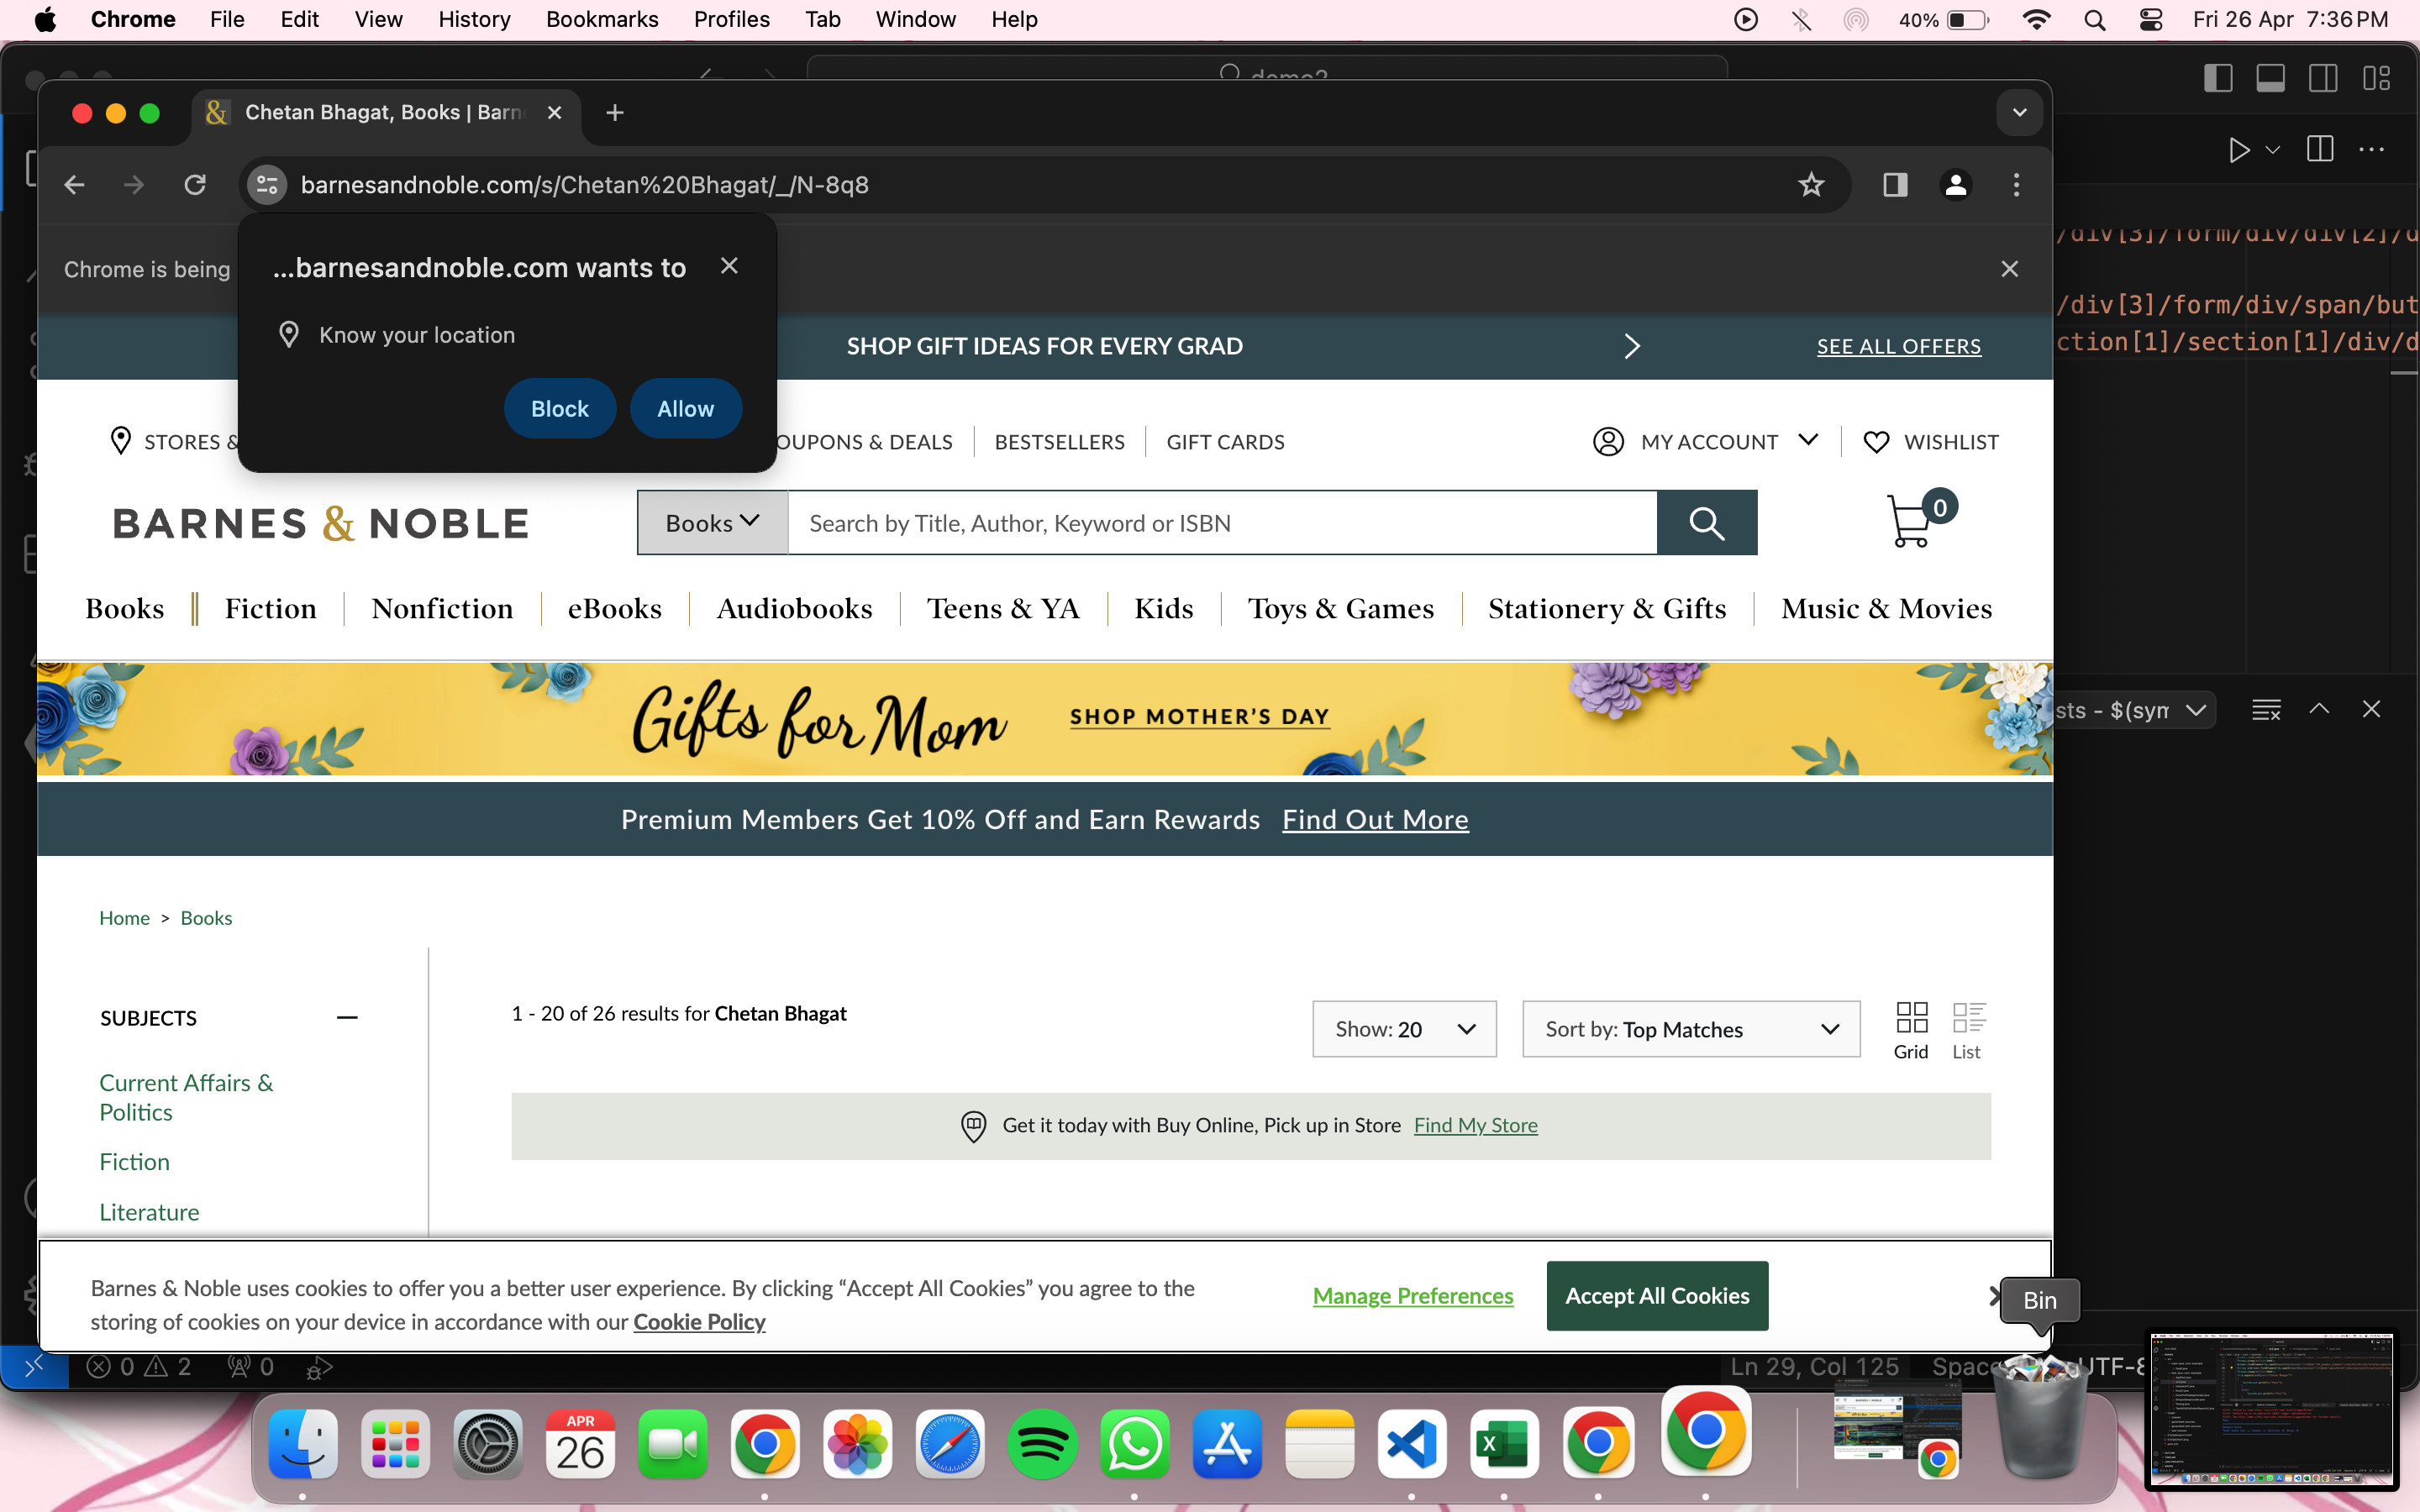 Chrome File Edit View History Bookmarks Profiles Tab Window Help 40% Fri 26 Apr 7:36 PM
demo2
Chetan Bhagat, Books | Barn
barnesandnoble.com/s/Chetan%20Bhagat/_/N-8q8
/div[3]/form/div/div[2]/d
Chrome is being
...barnesandnoble.com wants to
Know your location
Block Allow
/div[3]/form/div/span/but
ction[1]/section[1]/div/d
SHOP GIFT IDEAS FOR EVERY GRAD SEE ALL OFFERS
STORES & OUPONS & DEALS BESTSELLERS GIFT CARDS MY ACCOUNT WISHLIST
BARNES & NOBLE Books Search by Title, Author, Keyword or ISBN 0
Books Fiction Nonfiction eBooks Audiobooks Teens & YA Kids Toys & Games Stationery & Gifts Music & Movies
Gifts for Mom SHOP MOTHER'S DAY
sts - $(syn
Premium Members Get 10% Off and Earn Rewards Find Out More
Home > Books
SUBJECTS
Current Affairs &
Politics
Fiction
Literature
1 - 20 of 26 results for Chetan Bhagat
Show: 20 Sort by: Top Matches Grid List
Get it today with Buy Online, Pick up in Store Find My Store
Barnes & Noble uses cookies to offer you a better user experience. By clicking “Accept All Cookies” you agree to the
storing of cookies on your device in accordance with our Cookie Policy
Manage Preferences Accept All Cookies
Bin
0 2 0 Ln 29, Col 125 Spac UTF-8
APR
26